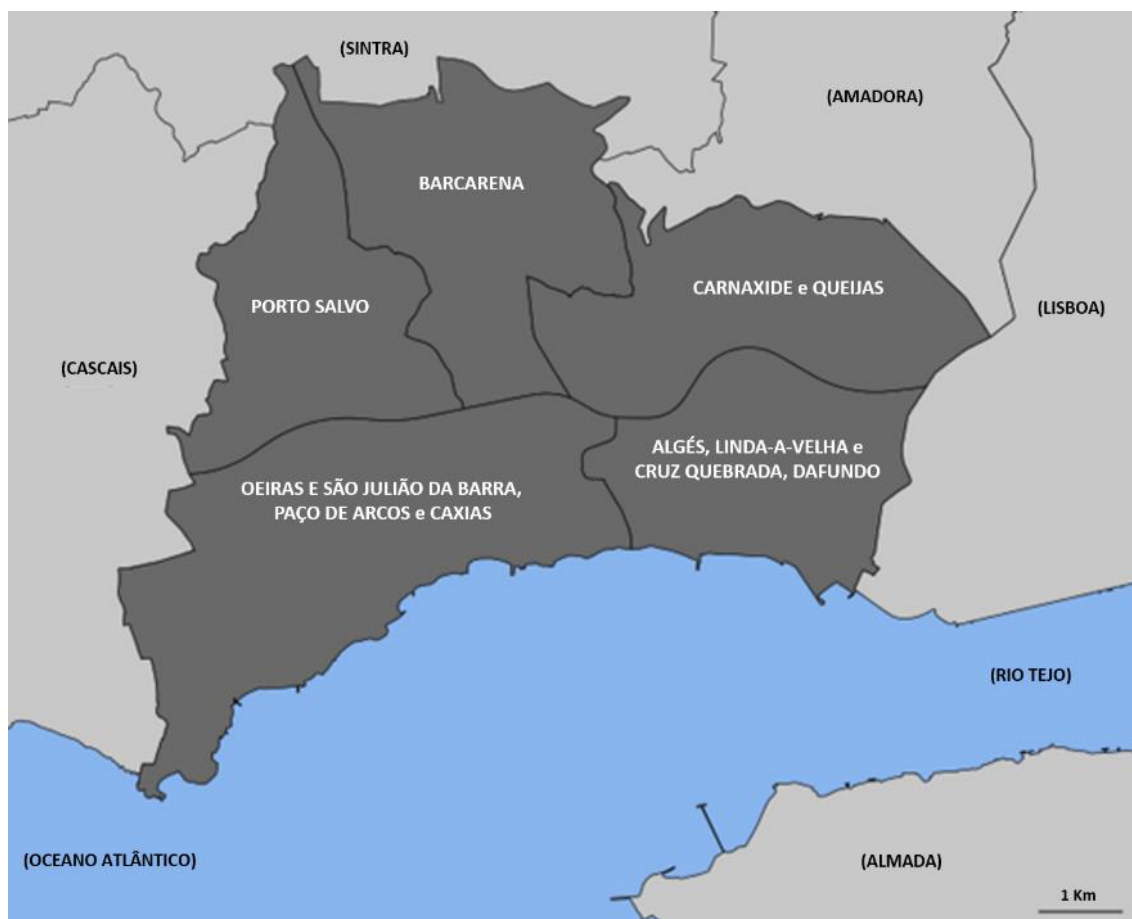 (SINTRA)
(AMADORA)
BARCARENA
CARNAXIDE e QUEIJAS
PORTO SALVO
(LISBOA)
(CASCAIS)
ALGÉS, LINDA-A-VELHA e
CRUZ QUEBRADA, DAFUNDO
OEIRAS E SÃO JULIÃO DA BARRA,
PAÇO DE ARCOS e CAXIAS
(RIO TEJO)
(OCEANO ATLÂNTICO)
(ALMADA)
1 Km